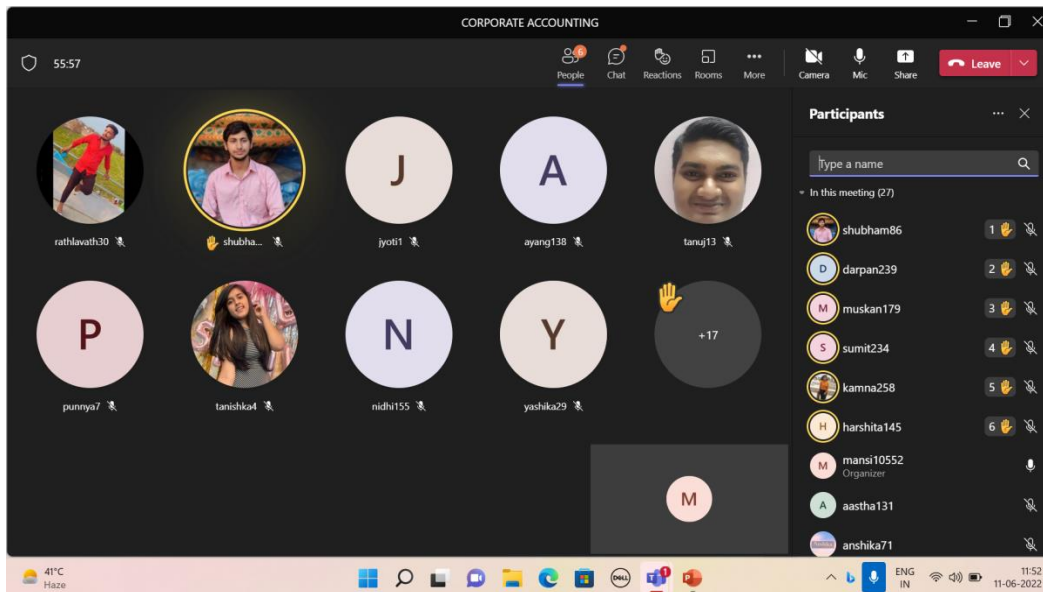 CORPORATE ACCOUNTING
55:57
6
People
Chat
Reactions
Rooms
More
Camera
Mic
Share
Leave
rathlavath30
shubha...
J
jyoti1
A
ayang138
tanuj13
P
punnya7
tanishka4
N
nidhi155
Y
yashika29
+17
M
Participants
Type a name
In this meeting (27)
shubham86 1
D darpan239 2
M muskan179 3
S sumit234 4
kamna258 5
H harshita145 6
M mansi10552
Organizer
A aastha131
anshika71
41°C
Haze
DELL
1
ENG
IN
11:52
11-06-2022